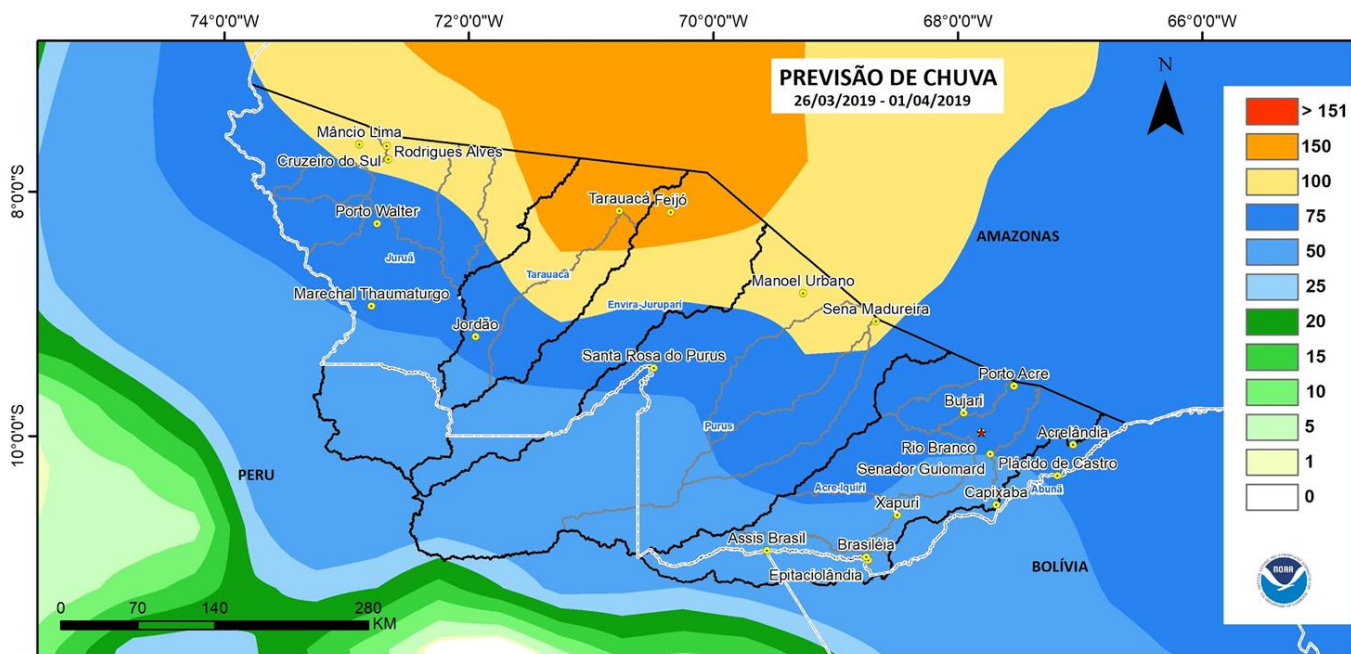 74°0'0"W
72°0'0"W
70°0'0"W
68°0'0"W
66°0'0"W
PREVISÃO DE CHUVA
26/03/2019 - 01/04/2019
N
> 151
150
100
75
50
25
20
15
10
5
1
0
8°0'0"S
10°0'0"S
Mâncio Lima
Rodrigues Alves
Cruzeiro do Sul
Porto Walter
Juruá
Marechal Thaumaturgo
Jordão
Tarauacá
Feijó
Tarauacá
Envira-Jurupari
Manoel Urbano
Sena Madureira
Santa Rosa do Purus
AMAZONAS
Porto Acre
Bujari
Purus
Rio Branco
Acrelândia
Senador Guiomard
Plácido de Castro
Acre-Iquiri
Abunã
Capixaba
Xapuri
Assis Brasil
Brasiléia
Epitaciolândia
PERU
BOLÍVIA
NOAA
0
70
140
280
KM